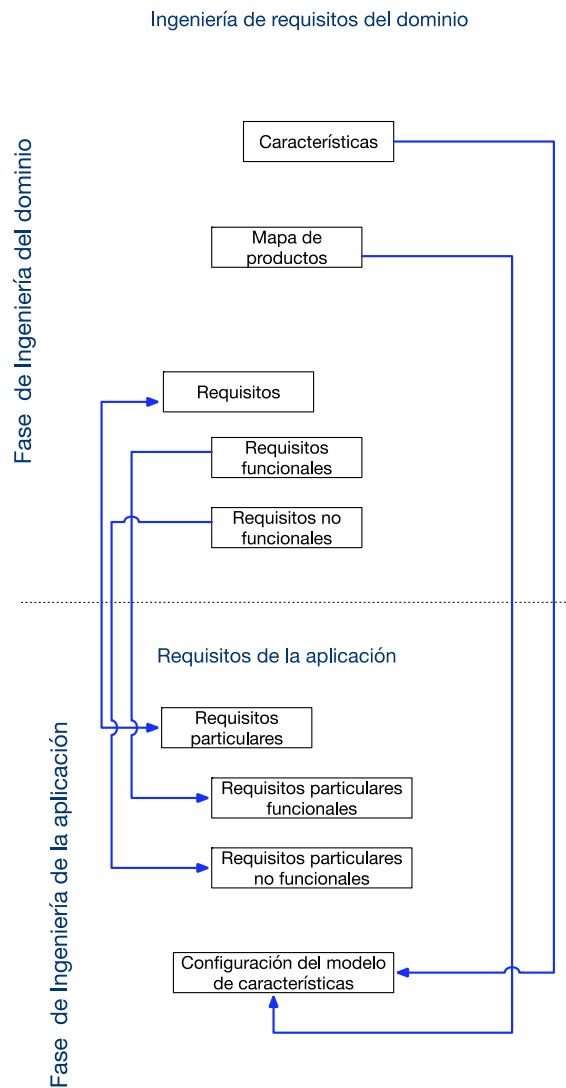 Ingeniería de requisitos del dominio
Fase  de Ingeniería del dominio
Características
Mapa de
productos
Requisitos
Requisitos
funcionales
Requisitos no
funcionales
Requisitos de la aplicación
Fase  de Ingeniería de la aplicación
Requisitos
particulares
Requisitos particulares
funcionales
Requisitos particulares
no funcionales
Configuración del modelo
de características